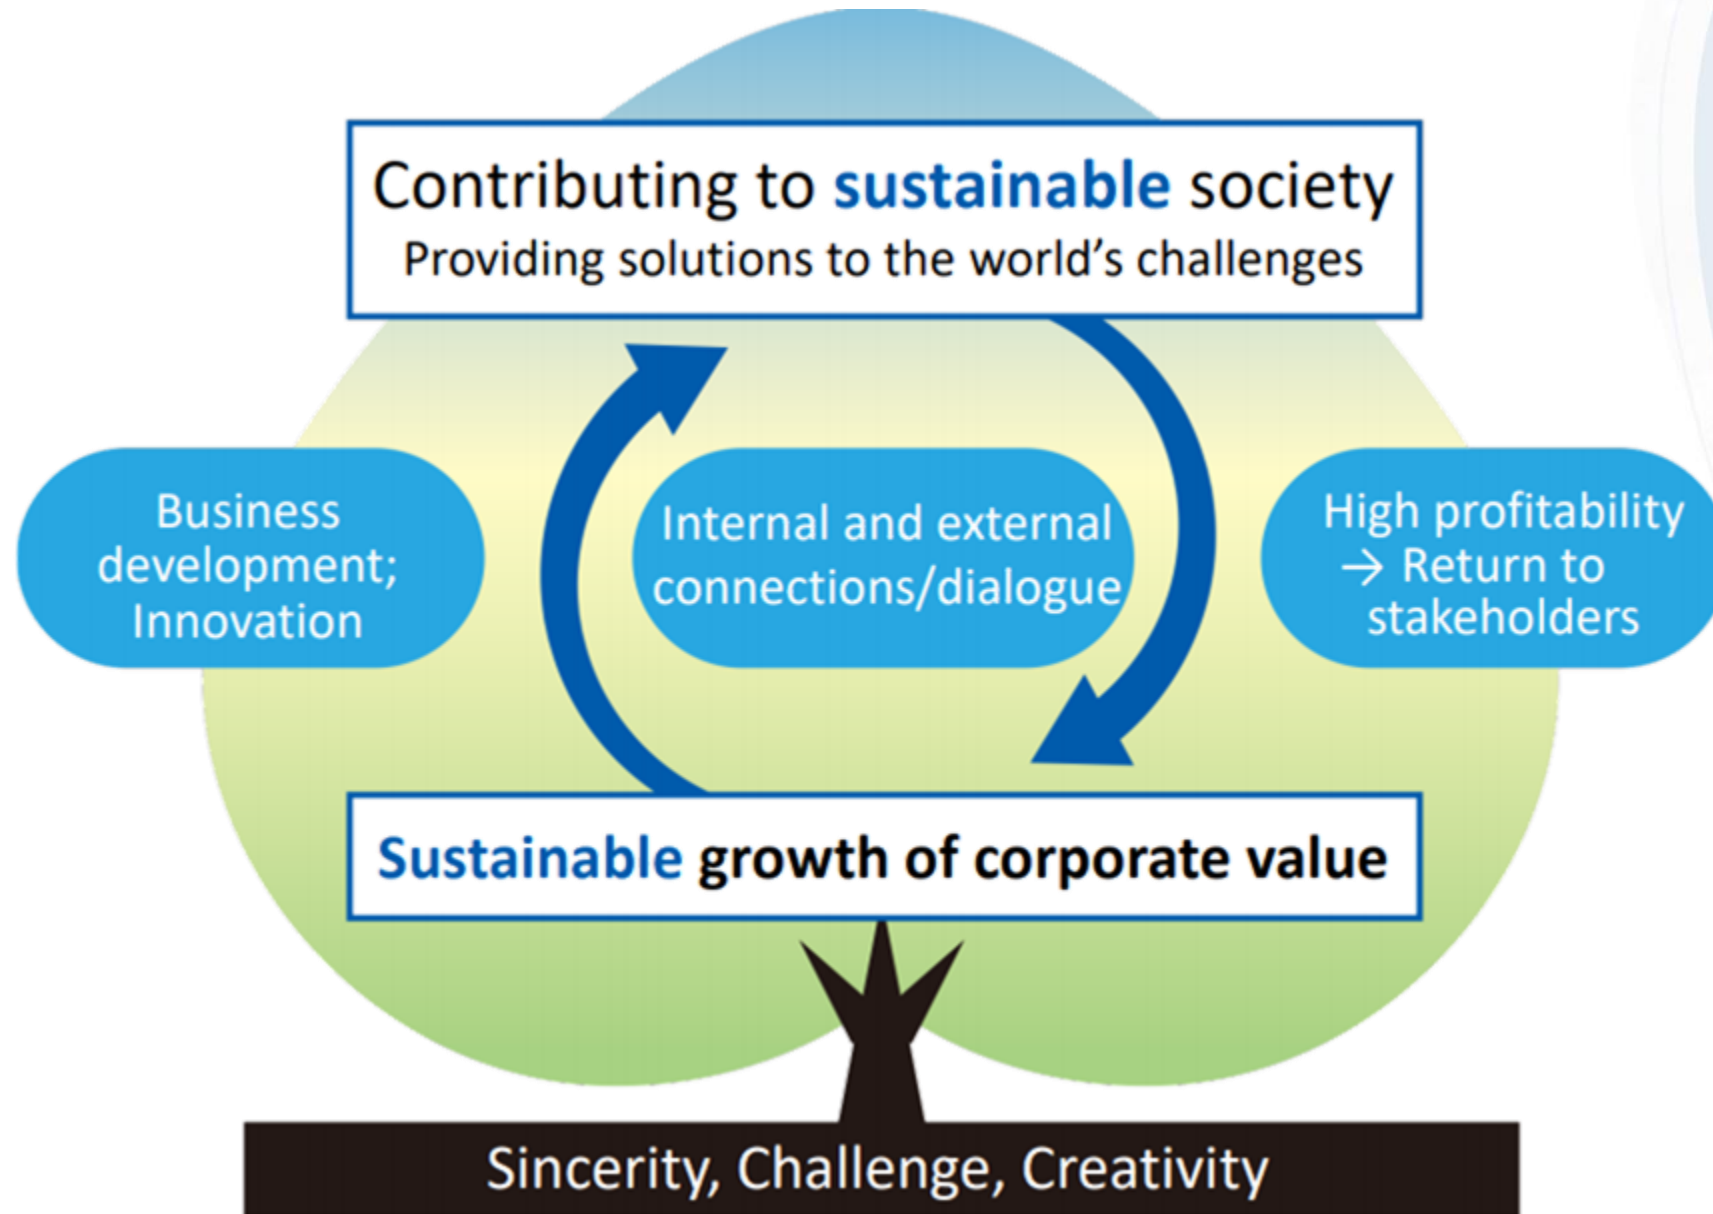 Contributing to sustainable society
Providing solutions to the world’s challenges
Business
development;
Innovation
Internal and external
connections/dialogue
High profitability
→ Return to
stakeholders
Sustainable growth of corporate value
Sincerity, Challenge, Creativity